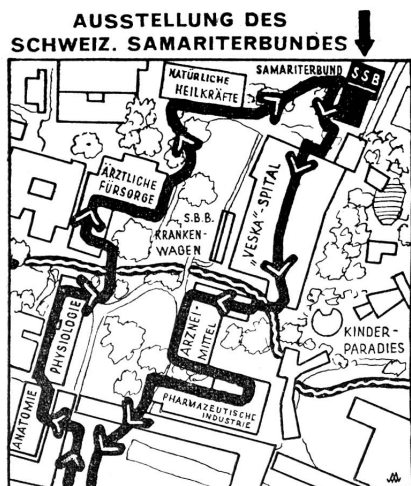 AUSSTELLUNG DES
SCHWEIZ. SAMARITERBUNDES
NATÜRLICHE
HEILKRÄFTE
SAMARITERBUND
S S B
ÄRZTLICHE
FÜRSORGE
S.B.B.
KRANKEN-
WAGEN
„VESKA“-SPITAL
PHYSIOLOGIE
ARZNEI-
MITTEL
KINDER-
PARADIES
ANATOMIE
PHARMAZEUTISCHE
INDUSTRIE